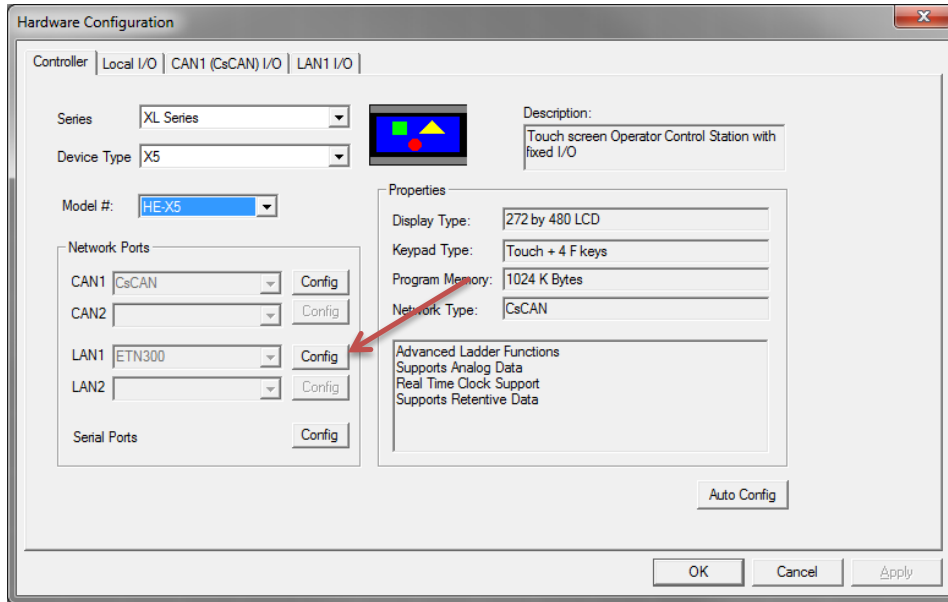 Hardware Configuration
Controller
Local I/O
CAN1 (CsCAN) I/O
LAN1 I/O
Series
XL Series
Device Type
X5
Model #:
HE-X5
Description:
Touch screen Operator Control Station with
fixed I/O
Network Ports
CAN1
CsCAN
Config
CAN2
Config
LAN1
ETN300
Config
LAN2
Config
Serial Ports
Config
Properties
Display Type:
272 by 480 LCD
Keypad Type:
Touch + 4 F keys
Program Memory:
1024 K Bytes
Network Type:
CsCAN
Advanced Ladder Functions
Supports Analog Data
Real Time Clock Support
Supports Retentive Data
Auto Config
OK
Cancel
Apply